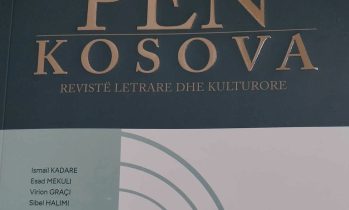 PEN
KOSOVA
REVISTË LETRARE DHE KULTURORE
Ismail KADARE
Esad MEKULI
Virion GRAÇI
Sibel HALIMI